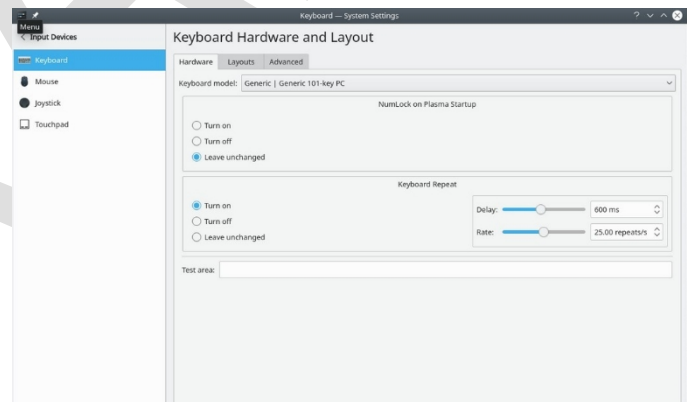 Keyboard — System Settings
Menu
Input Devices
Keyboard Hardware and Layout
Keyboard
Mouse
Joystick
Touchpad
Hardware Layouts Advanced
Keyboard model: Generic | Generic 101-key PC
NumLock on Plasma Startup
Turn on
Turn off
Leave unchanged
Keyboard Repeat
Turn on
Turn off
Leave unchanged
Delay: 600 ms
Rate: 25.00 repeats/s
Test area: